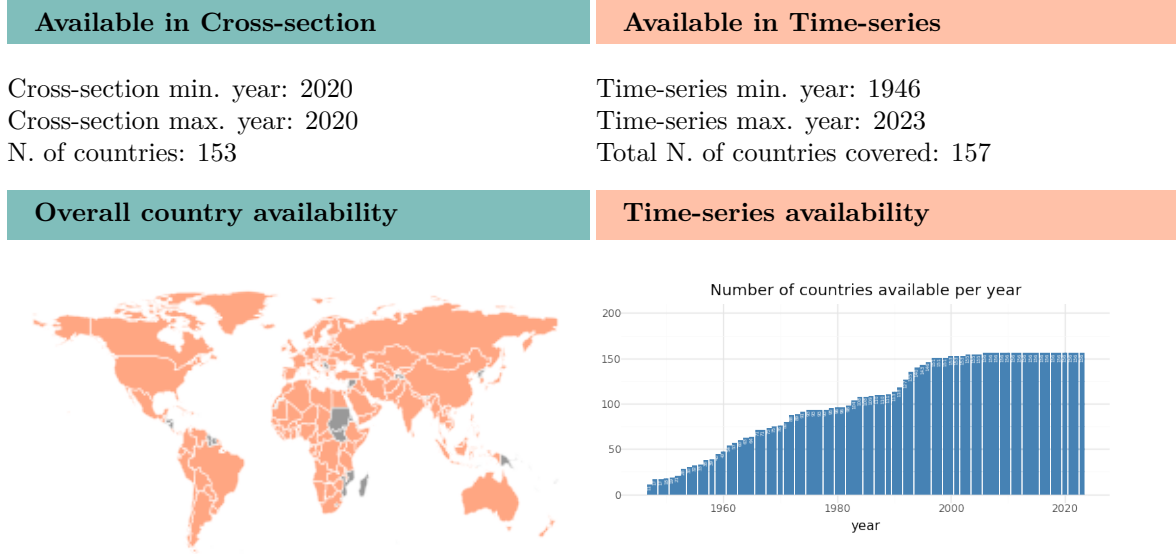 Available in Cross-section
Available in Time-series
Cross-section min. year: 2020
Cross-section max. year: 2020
N. of countries: 153
Time-series min. year: 1946
Time-series max. year: 2023
Total N. of countries covered: 157
Overall country availability
Time-series availability
Number of countries available per year
200
150
100
50
0
1960
1980
2000
2020
year